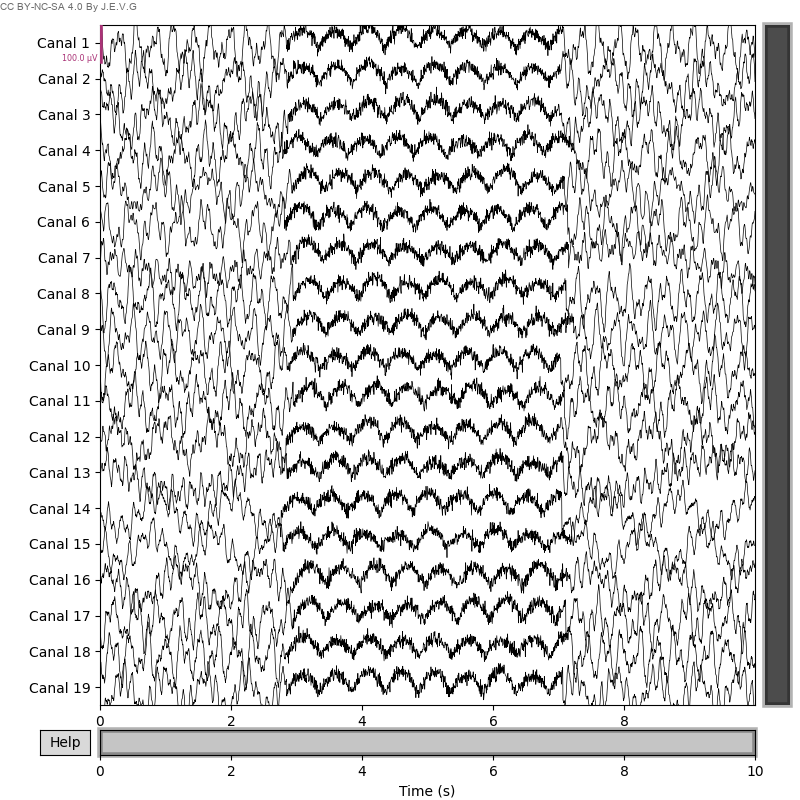 CC BY-NC-SA 4.0 By J.E.V.G
Canal 1
100.0 µV
Canal 2
Canal 3
Canal 4
Canal 5
Canal 6
Canal 7
Canal 8
Canal 9
Canal 10
Canal 11
Canal 12
Canal 13
Canal 14
Canal 15
Canal 16
Canal 17
Canal 18
Canal 19
0 2 4 6 8
Help
0 2 4 6 8 10
Time (s)